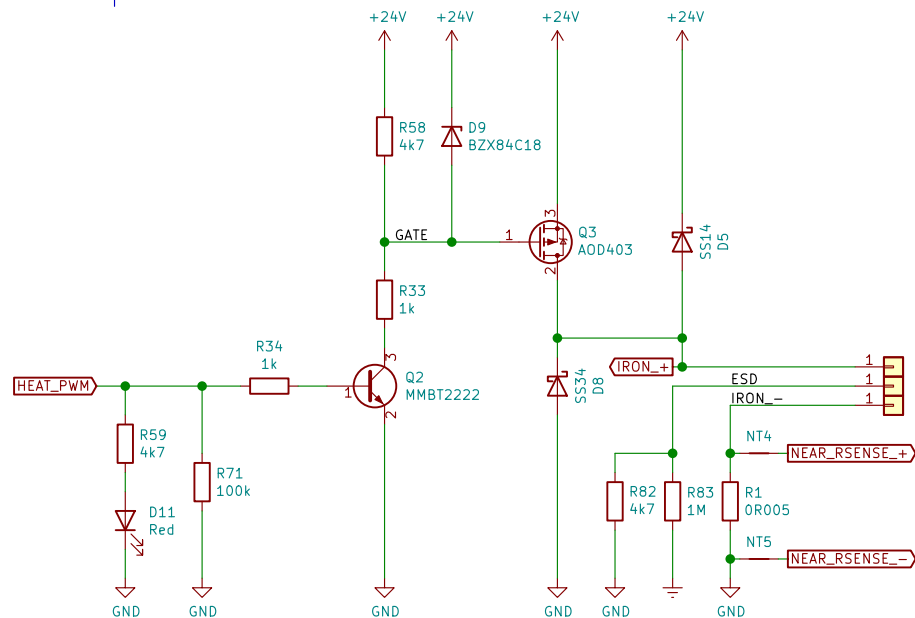 +24V
+24V
+24V
+24V
R58
4k7
D9
BZX84C18
GATE
1
3
2
Q3
AOD403
SS14
D5
R33
1k
R34
1k
HEAT_PWM
1
3
2
Q2
MMBT2222
IRON_+
SS34
D8
1
ESD
1
IRON_-
1
R59
4k7
R71
100k
D11
Red
NT4
NEAR_RSENSE_+
R82
4k7
R83
1M
R1
0R005
NT5
NEAR_RSENSE_-
GND
GND
GND
GND
GND
GND